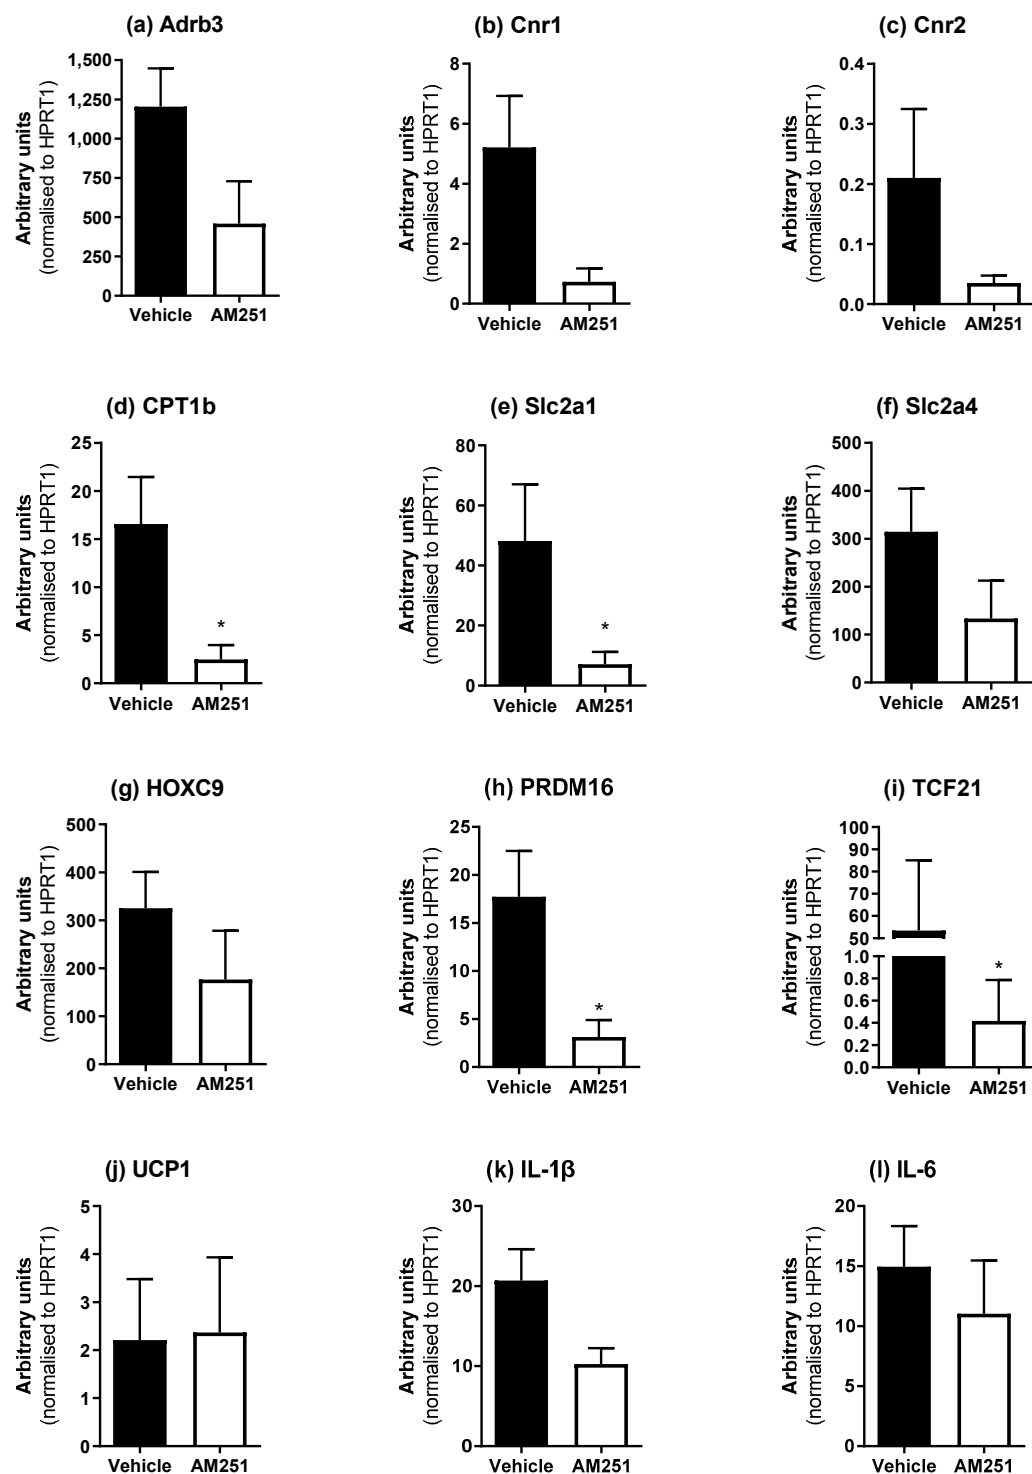 (a) Adrb3
Arbitrary units
(normalised to HPRT1)
1,500
1,250
1,000
750
500
250
0
Vehicle AM251
(b) Cnr1
Arbitrary units
(normalised to HPRT1)
8
6
4
2
0
Vehicle AM251
(c) Cnr2
Arbitrary units
(normalised to HPRT1)
0.4
0.3
0.2
0.1
0.0
Vehicle AM251
(d) CPT1b
Arbitrary units
(normalised to HPRT1)
25
20
15
10
5
0
*
Vehicle AM251
(e) Slc2a1
Arbitrary units
(normalised to HPRT1)
80
60
40
20
0
*
Vehicle AM251
(f) Slc2a4
Arbitrary units
(normalised to HPRT1)
500
400
300
200
100
0
Vehicle AM251
(g) HOXC9
Arbitrary units
(normalised to HPRT1)
500
400
300
200
100
0
Vehicle AM251
(h) PRDM16
Arbitrary units
(normalised to HPRT1)
25
20
15
10
5
0
*
Vehicle AM251
(i) TCF21
Arbitrary units
(normalised to HPRT1)
100
90
80
70
60
50
1.0
0.8
0.6
0.4
0.2
0.0
*
Vehicle AM251
(j) UCP1
Arbitrary units
(normalised to HPRT1)
5
4
3
2
1
0
Vehicle AM251
(k) IL-1β
Arbitrary units
(normalised to HPRT1)
30
20
10
0
Vehicle AM251
(l) IL-6
Arbitrary units
(normalised to HPRT1)
20
15
10
5
0
Vehicle AM251